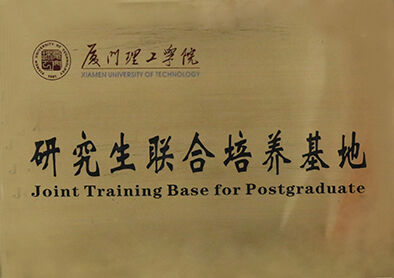 厦门理工学院
XIAMEN UNIVERSITY OF TECHNOLOGY
研究生联合培养基地
Joint Training Base for Postgraduate